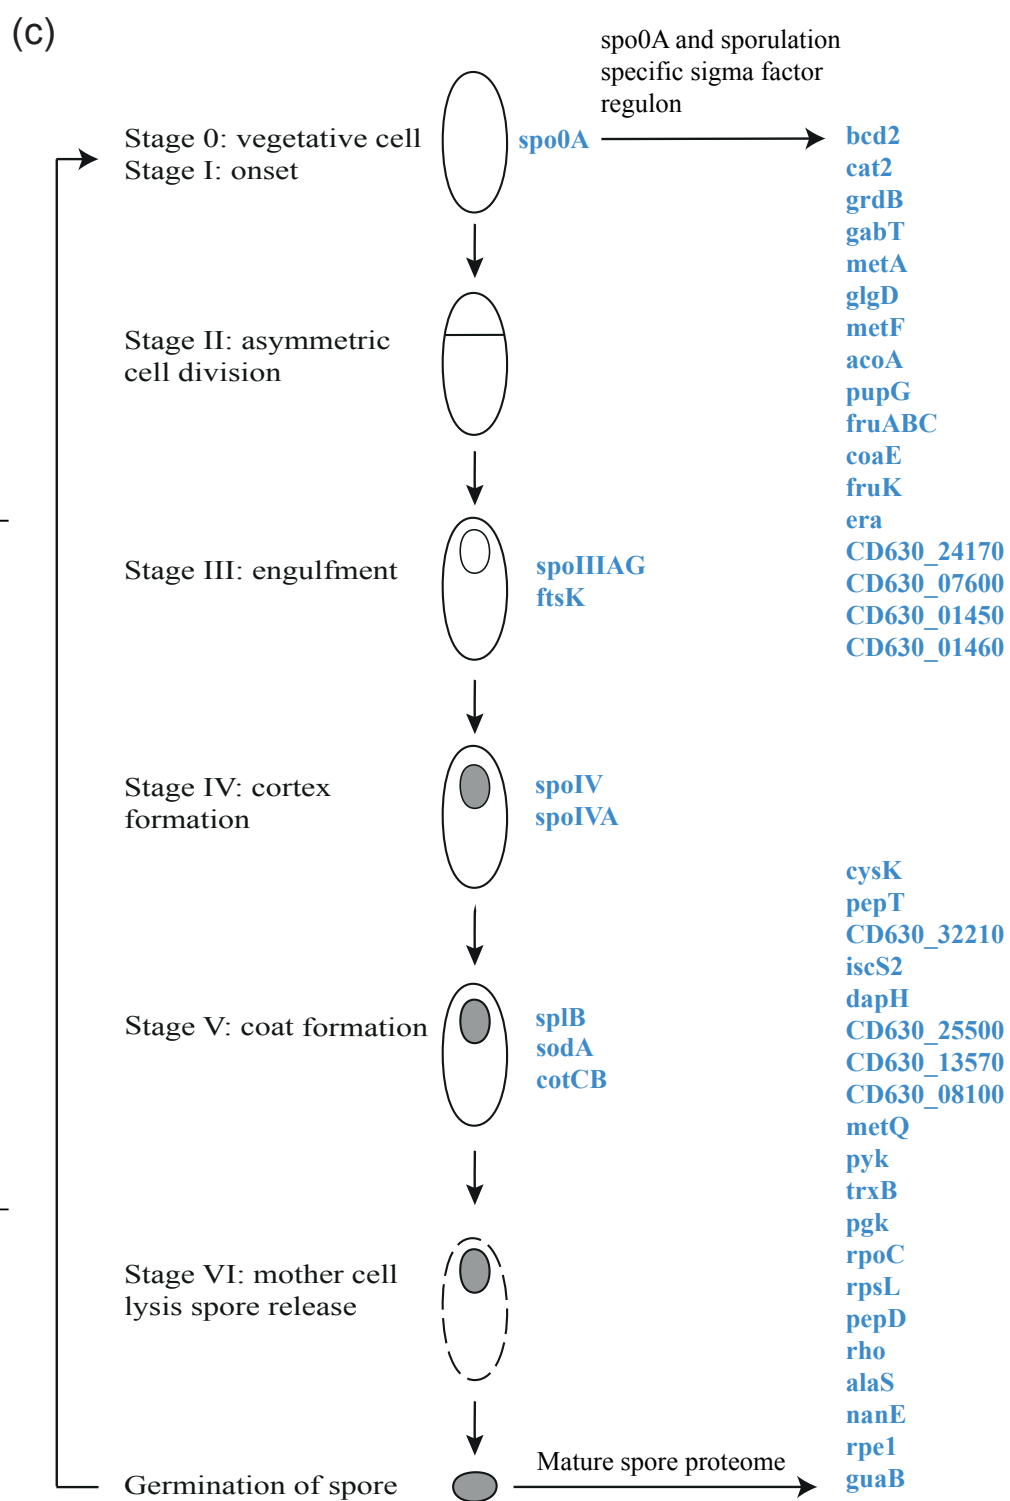 (c)
spo0A and sporulation
specific sigma factor
regulon
Stage 0: vegetative cell
Stage I: onset
spo0A
bcd2
cat2
grdB
gabT
metA
glgD
metF
acoA
pupG
fruABC
coaE
fruK
era
CD630_24170
CD630_07600
CD630_01450
CD630_01460
Stage II: asymmetric
cell division
Stage III: engulfment
spoIIIAG
ftsK
Stage IV: cortex
formation
spoIV
spoIVA
Stage V: coat formation
splB
sodA
cotCB
Stage VI: mother cell
lysis spore release
Germination of spore
Mature spore proteome
cysK
pepT
CD630_32210
iscS2
dapH
CD630_25500
CD630_13570
CD630_08100
metQ
pyk
trxB
pgk
rpoC
rpsL
pepD
rho
alaS
nanE
rpe1
guaB